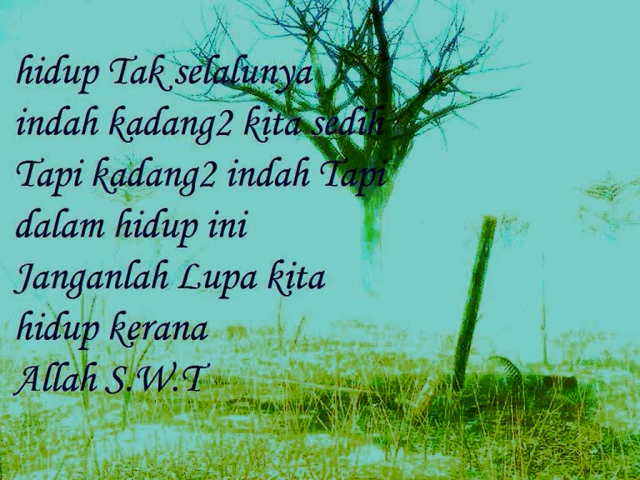 hidup Tak selalunya
indah kadang2 kita sedih
Tapi kadang2 indah Tapi
dalam hidup ini
Janganlah Lupa kita
hidup kerana
Allah S.W.T